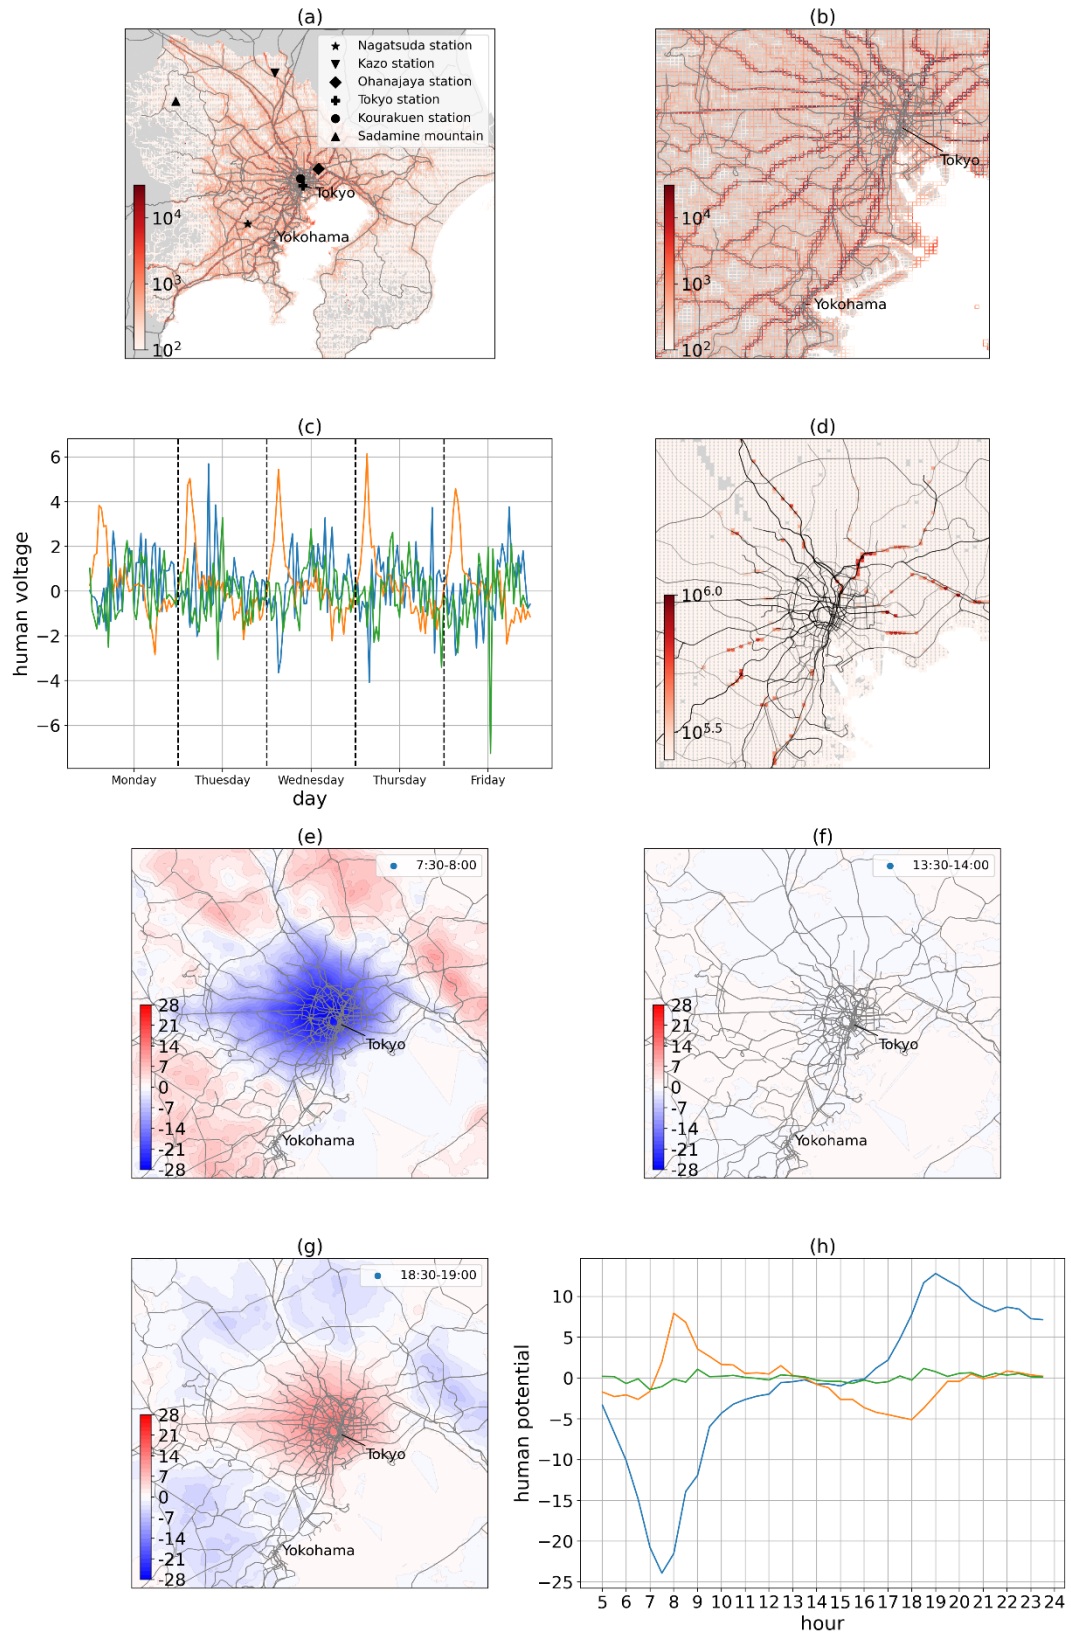 (a)
Nagatsuda station
Kazo station
Ohanajaya station
Tokyo station
Kourakuen station
Sadamine mountain
Tokyo
Yokohama
10^4
10^3
10^2
(b)
Tokyo
Yokohama
10^4
10^3
10^2
(c)
human voltage
6
4
2
0
−2
−4
−6
Monday Thuesday Wednesday Thursday Friday
day
(d)
10^6.0
10^5.5
(e)
7:30-8:00
28
21
14
7
0
-7
-14
-21
-28
Tokyo
Yokohama
(f)
13:30-14:00
28
21
14
7
0
-7
-14
-21
-28
Tokyo
Yokohama
(g)
18:30-19:00
28
21
14
7
0
-7
-14
-21
-28
Tokyo
Yokohama
(h)
human potential
10
5
0
−5
−10
−15
−20
−25
5 6 7 8 9 10 11 12 13 14 15 16 17 18 19 20 21 22 23 24
hour